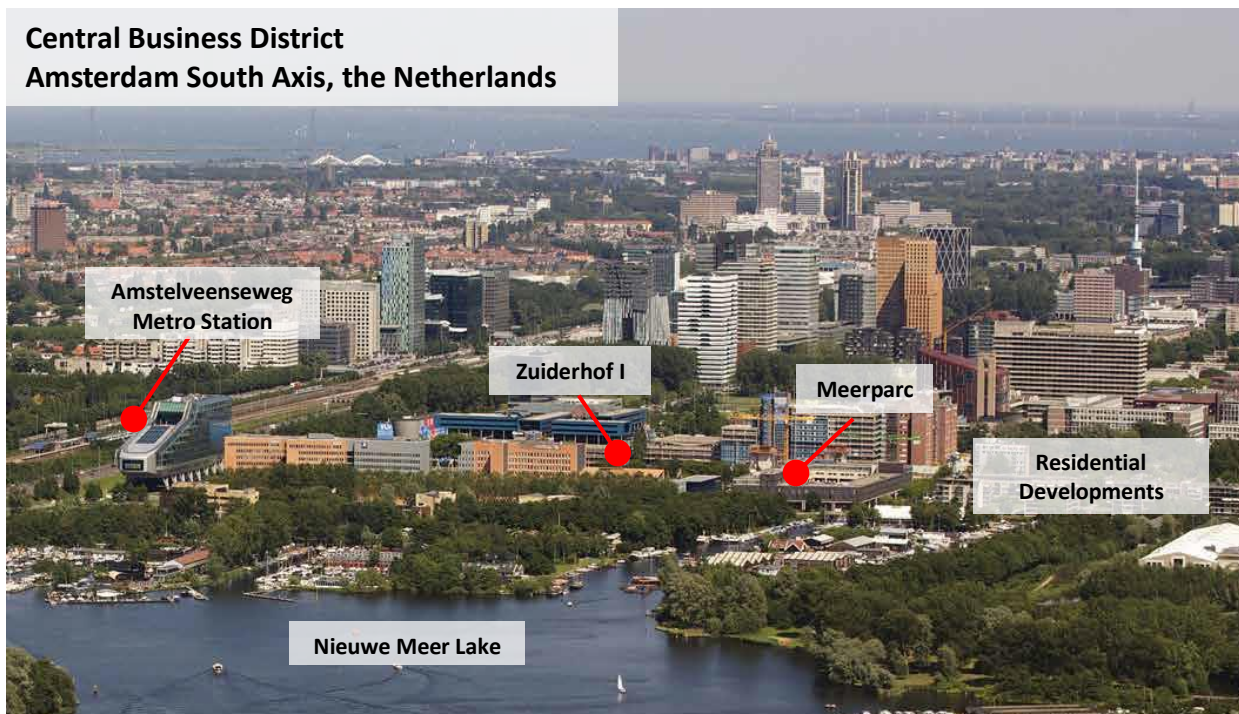 Central Business District
Amsterdam South Axis, the Netherlands
Amstelveenseweg
Metro Station
Zuiderhof I
Meerparc
Residential
Developments
Nieuwe Meer Lake